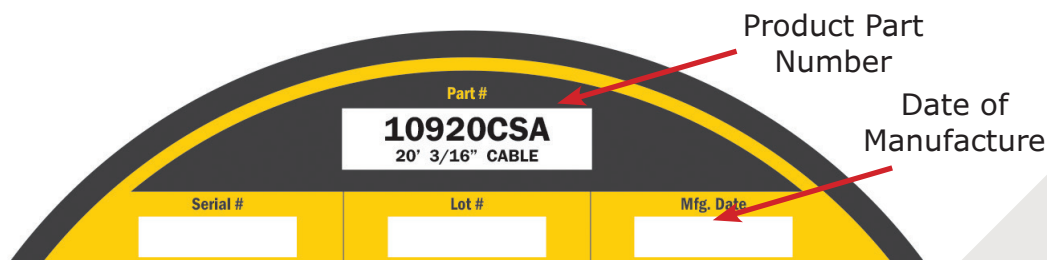 Product Part
Number
Part #
10920CSA
20' 3/16” CABLE
Date of
Manufacture
Serial #
Lot #
Mfg. Date